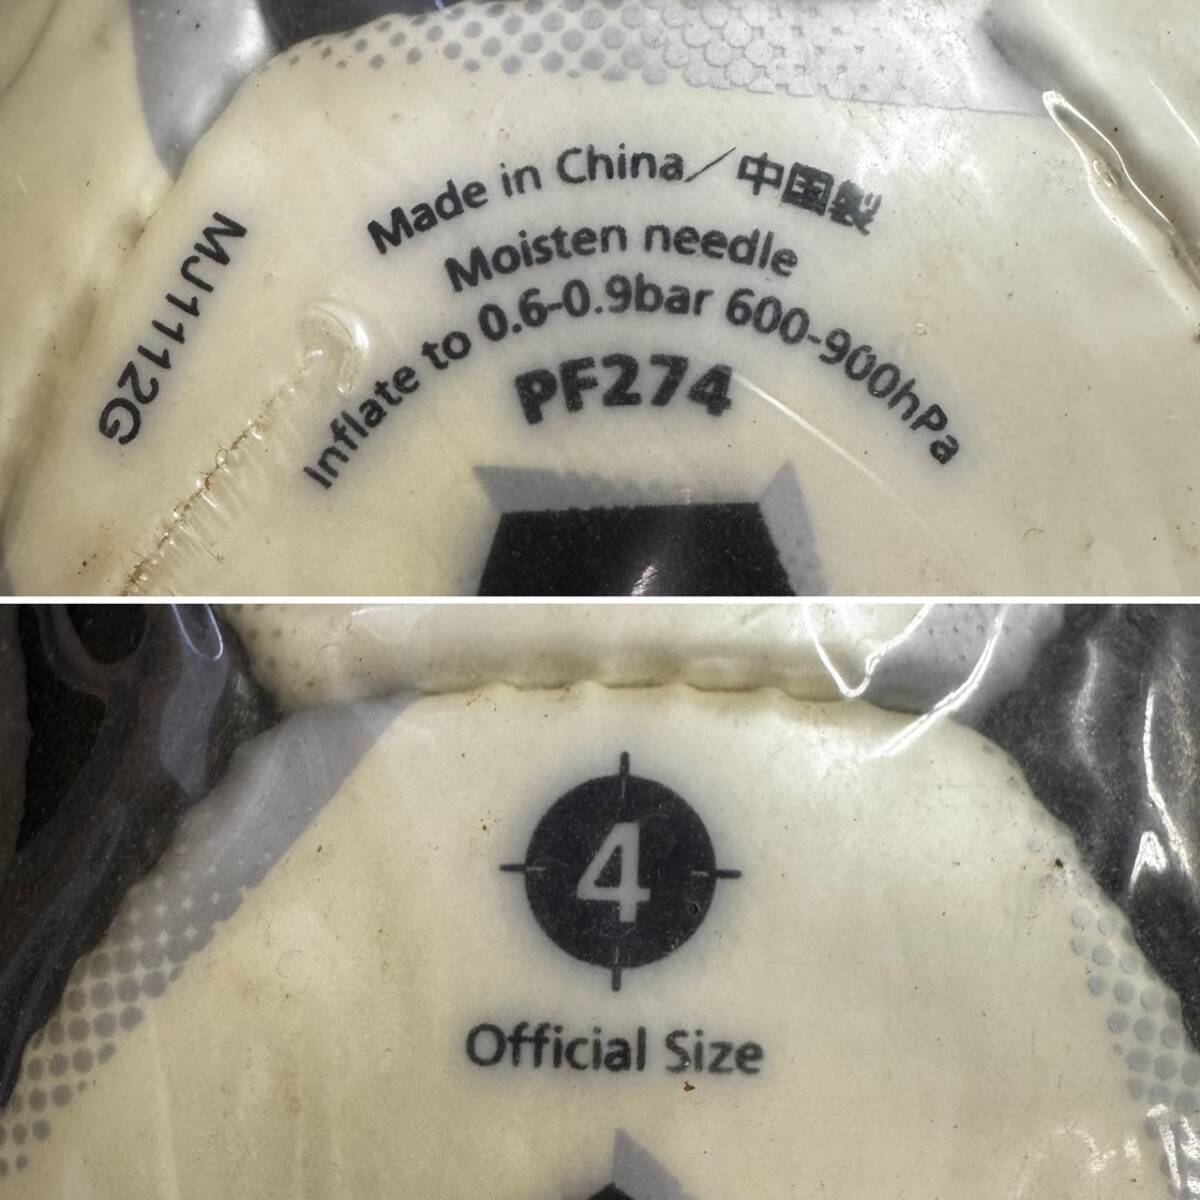 Made in China／中国製
Moisten needle
Inflate to 0.6-0.9bar 600-900hPa
PF274
MJ1112G
4
Official Size